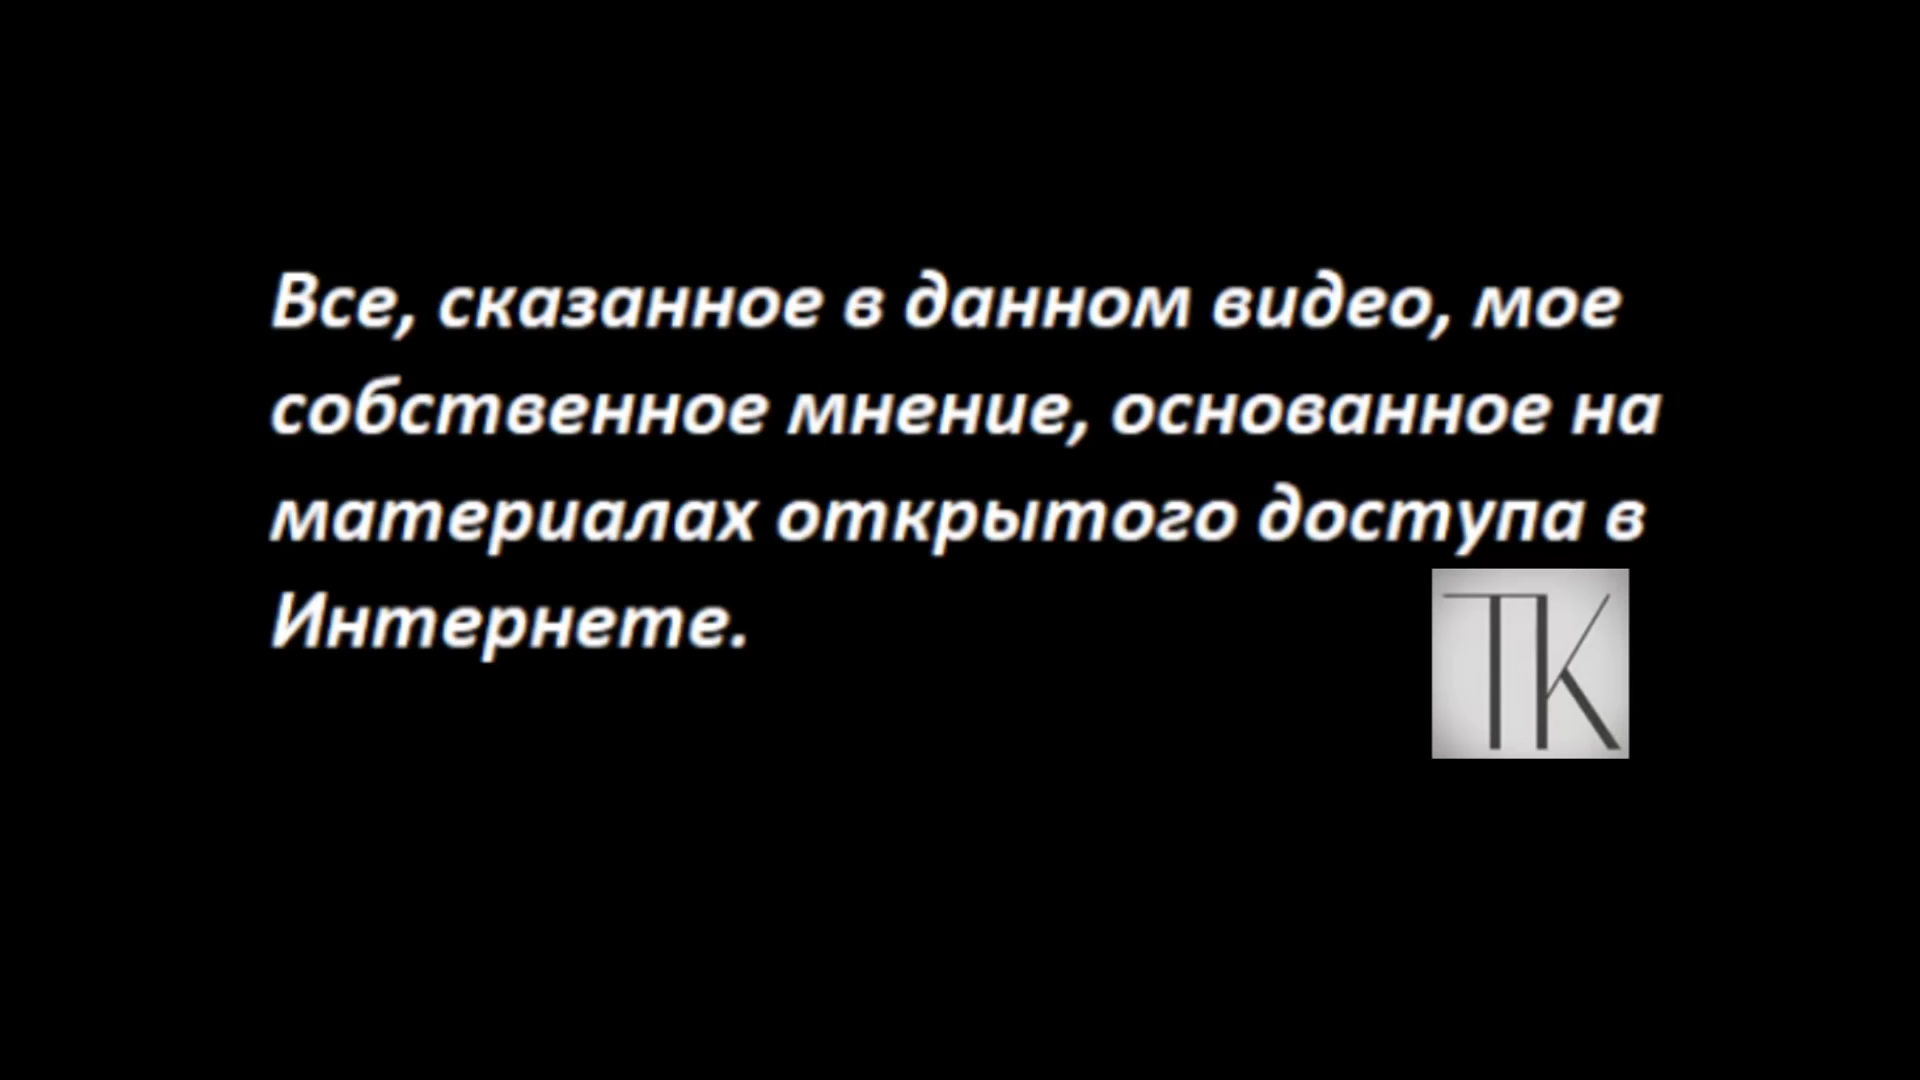 Все, сказанное в данном видео, мое
собственное мнение, основанное на
материалах открытого доступа в
Интернете.
TK